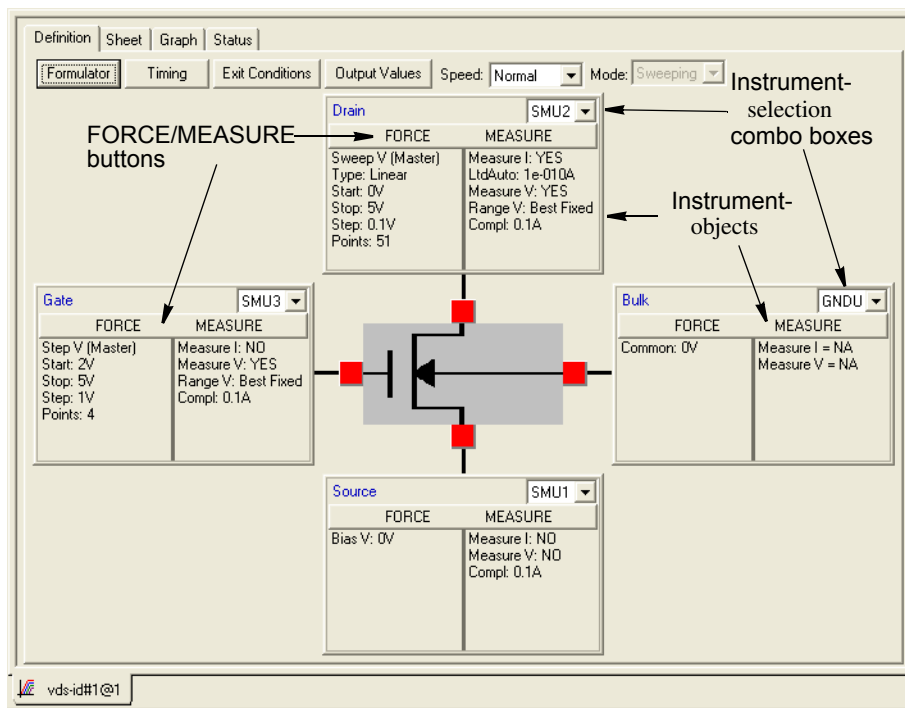 Definition Sheet Graph Status
Formulator Timing Exit Conditions Output Values Speed: Normal Mode: Sweeping
Instrument-
selection
combo boxes
FORCE/MEASURE
buttons
Drain SMU2
FORCE MEASURE
Sweep V (Master) Measure I: YES
Type: Linear LtdAuto: 1e-010A
Start: 0V Measure V: YES
Stop: 5V Range V: Best Fixed
Step: 0.1V Compl: 0.1A
Points: 51
Instrument-
objects
Gate SMU3
FORCE MEASURE
Step V (Master) Measure I: NO
Start: 2V Measure V: YES
Stop: 5V Range V: Best Fixed
Step: 1V Compl: 0.1A
Points: 4
Bulk GNDU
FORCE MEASURE
Common: 0V Measure I = NA
Measure V = NA
Source SMU1
FORCE MEASURE
Bias V: 0V Measure I: NO
Measure V: NO
Compl: 0.1A
vds-id#1@1